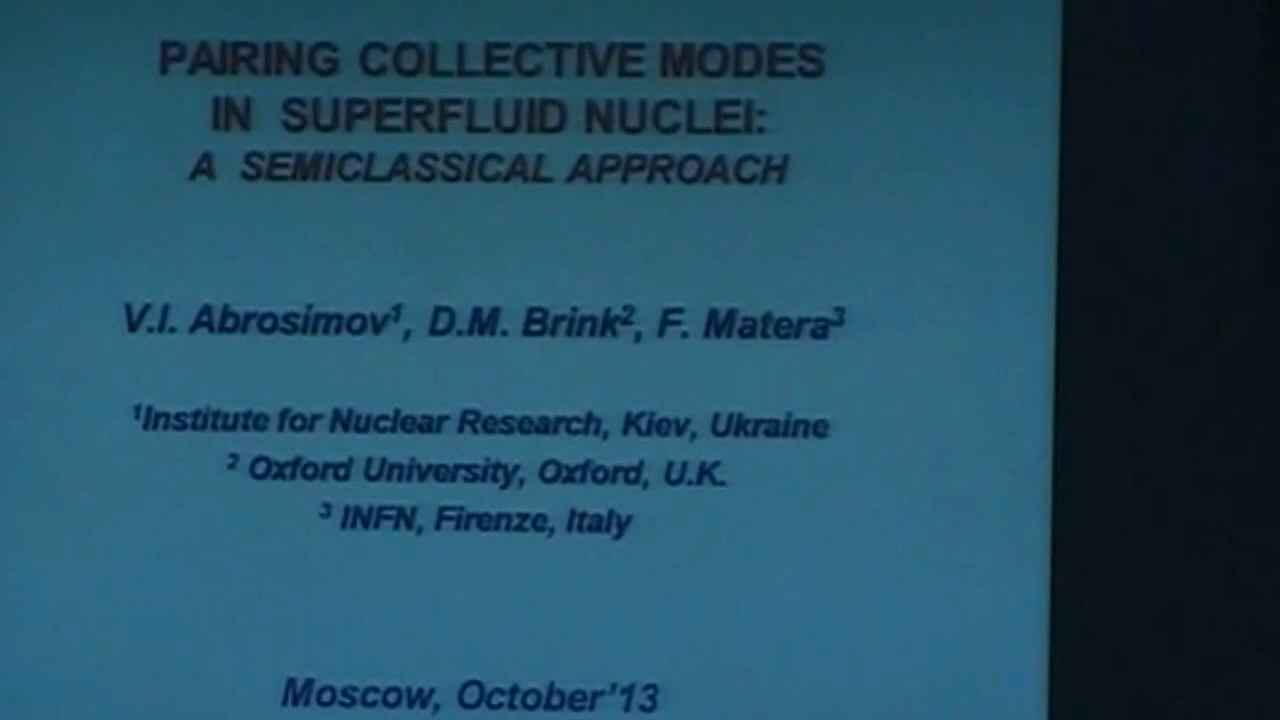 PAIRING COLLECTIVE MODES
IN SUPERFLUID NUCLEI:
A SEMICLASSICAL APPROACH
V.I. Abrosimov¹, D.M. Brink², F. Matera³
¹Institute for Nuclear Research, Kiev, Ukraine
² Oxford University, Oxford, U.K.
³ INFN, Firenze, Italy
Moscow, October'13